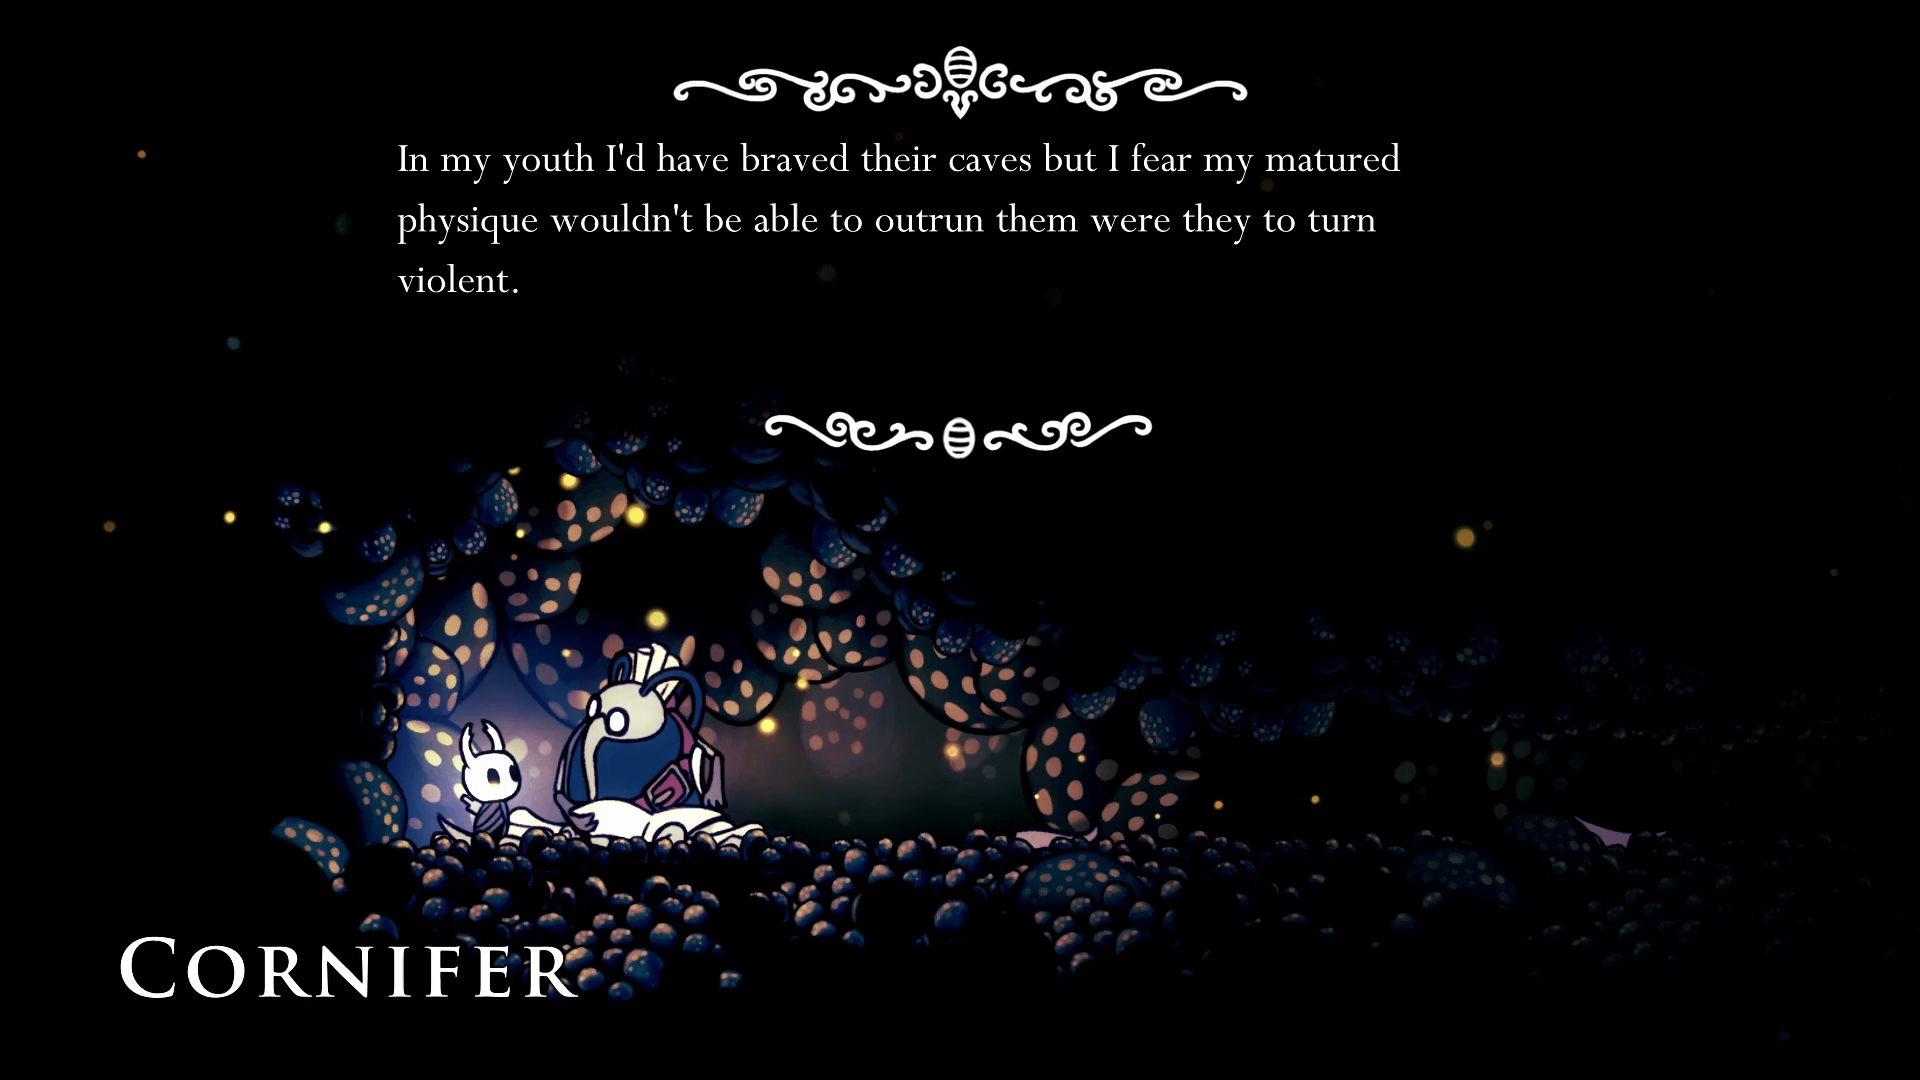 In my youth I'd have braved their caves but I fear my matured
physique wouldn't be able to outrun them were they to turn
violent.
CORNIFER